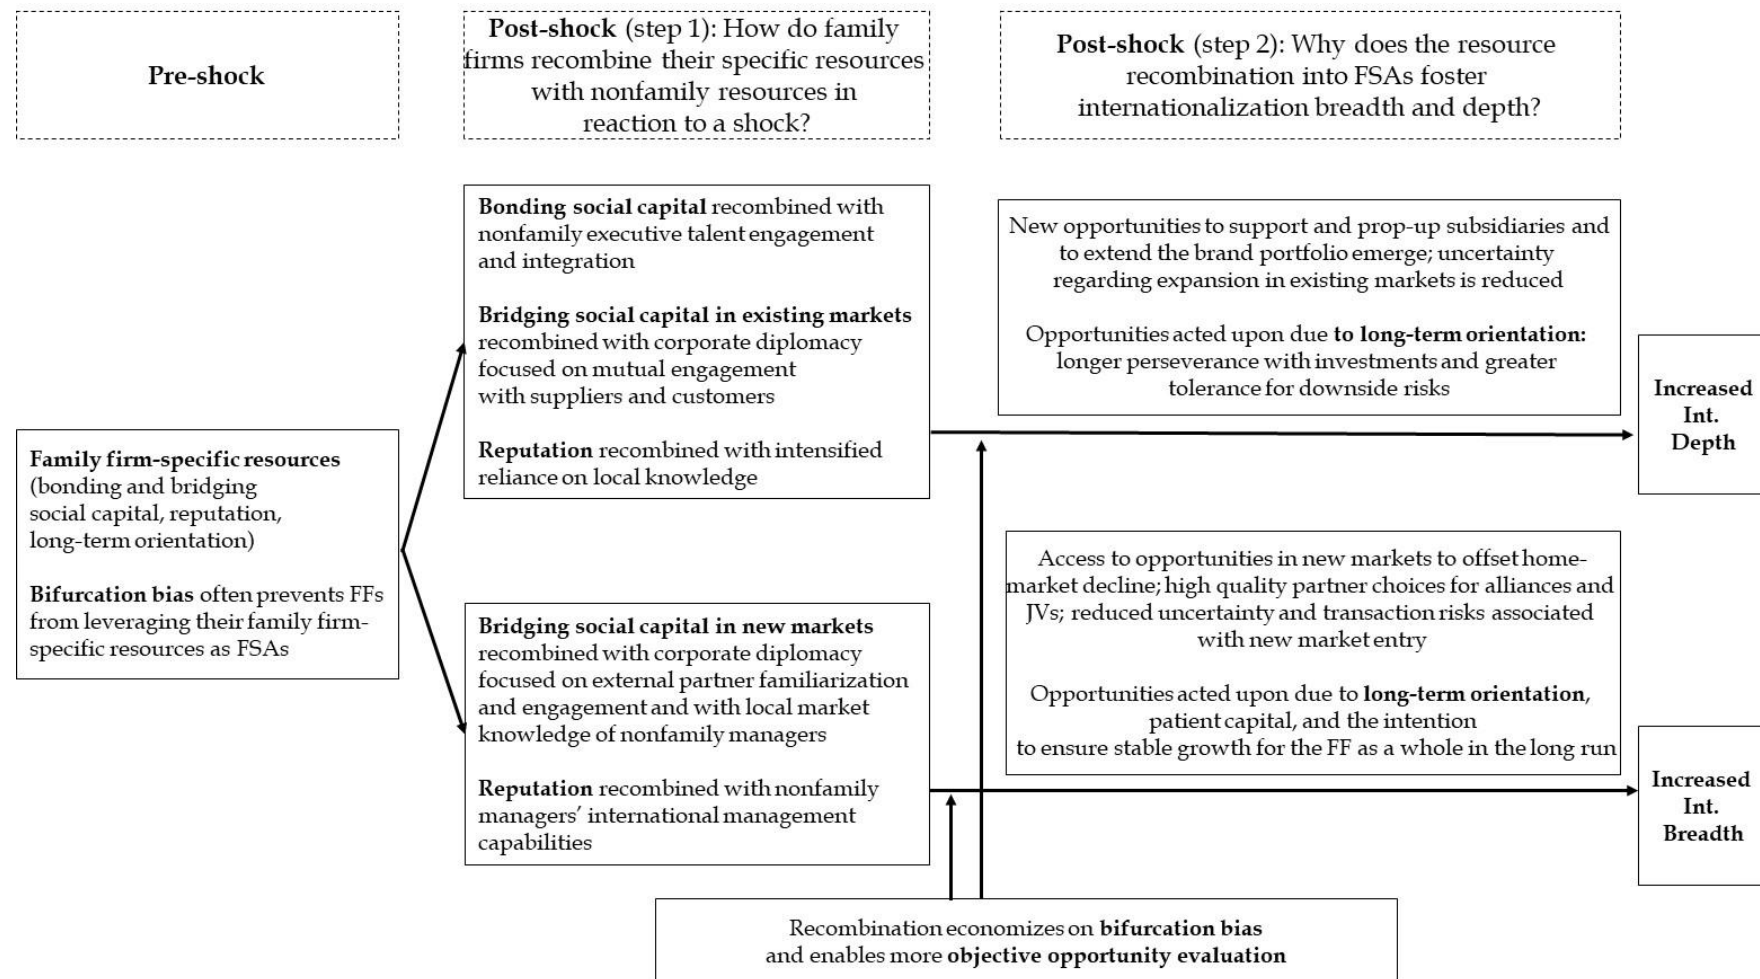 Pre-shock
Post-shock (step 1): How do family
firms recombine their specific resources
with nonfamily resources in
reaction to a shock?
Post-shock (step 2): Why does the resource
recombination into FSAs foster
internationalization breadth and depth?
Family firm-specific resources
(bonding and bridging
social capital, reputation,
long-term orientation)
Bifurcation bias often prevents FFs
from leveraging their family firm-
specific resources as FSAs
Bonding social capital recombined with
nonfamily executive talent engagement
and integration
Bridging social capital in existing markets
recombined with corporate diplomacy
focused on mutual engagement
with suppliers and customers
Reputation recombined with intensified
reliance on local knowledge
Bridging social capital in new markets
recombined with corporate diplomacy
focused on external partner familiarization
and engagement and with local market
knowledge of nonfamily managers
Reputation recombined with nonfamily
managers’ international management
capabilities
New opportunities to support and prop-up subsidiaries and
to extend the brand portfolio emerge; uncertainty
regarding expansion in existing markets is reduced
Opportunities acted upon due to long-term orientation:
longer perseverance with investments and greater
tolerance for downside risks
Access to opportunities in new markets to offset home-
market decline; high quality partner choices for alliances and
JVs; reduced uncertainty and transaction risks associated
with new market entry
Opportunities acted upon due to long-term orientation,
patient capital, and the intention
to ensure stable growth for the FF as a whole in the long run
Increased
Int.
Depth
Increased
Int.
Breadth
Recombination economizes on bifurcation bias
and enables more objective opportunity evaluation